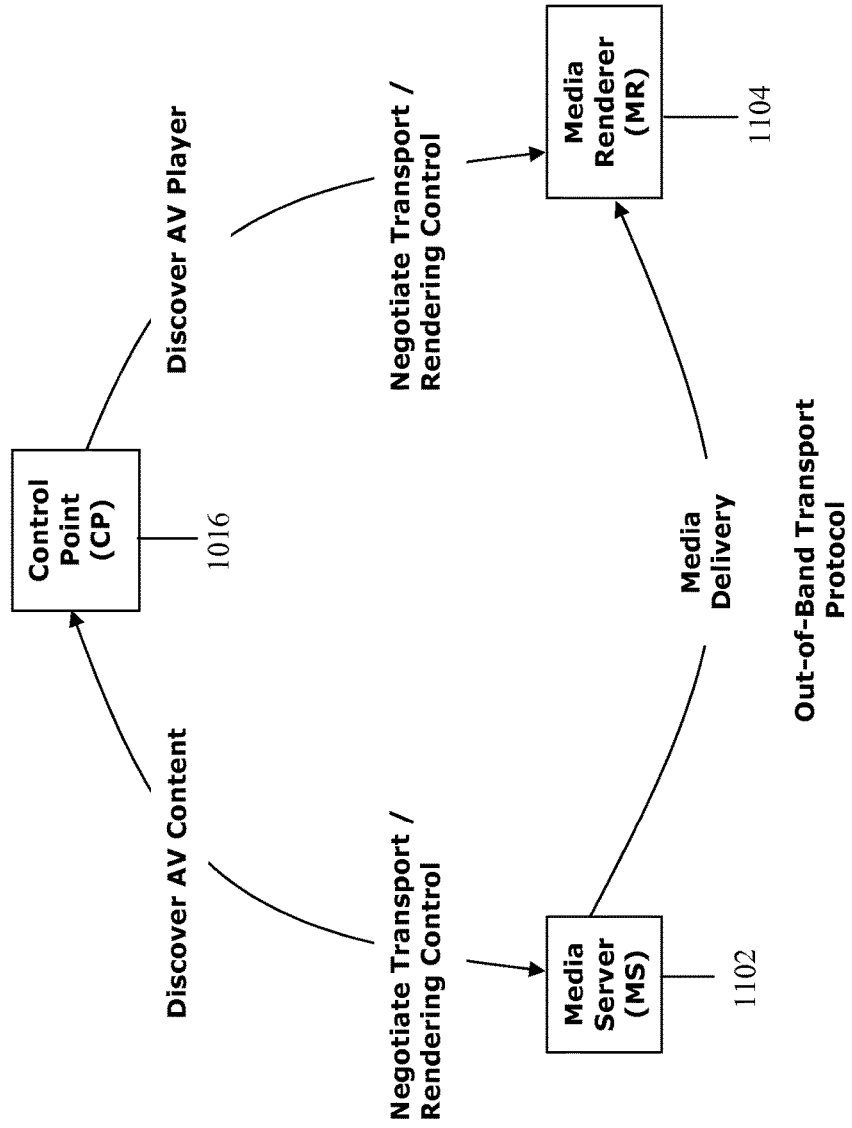 Control
Point
(CP)
1016
Discover AV Content
Discover AV Player
Negotiate Transport /
Rendering Control
Negotiate Transport /
Rendering Control
Media
Server
(MS)
1102
Media
Renderer
(MR)
1104
Media
Delivery
Out-of-Band Transport
Protocol